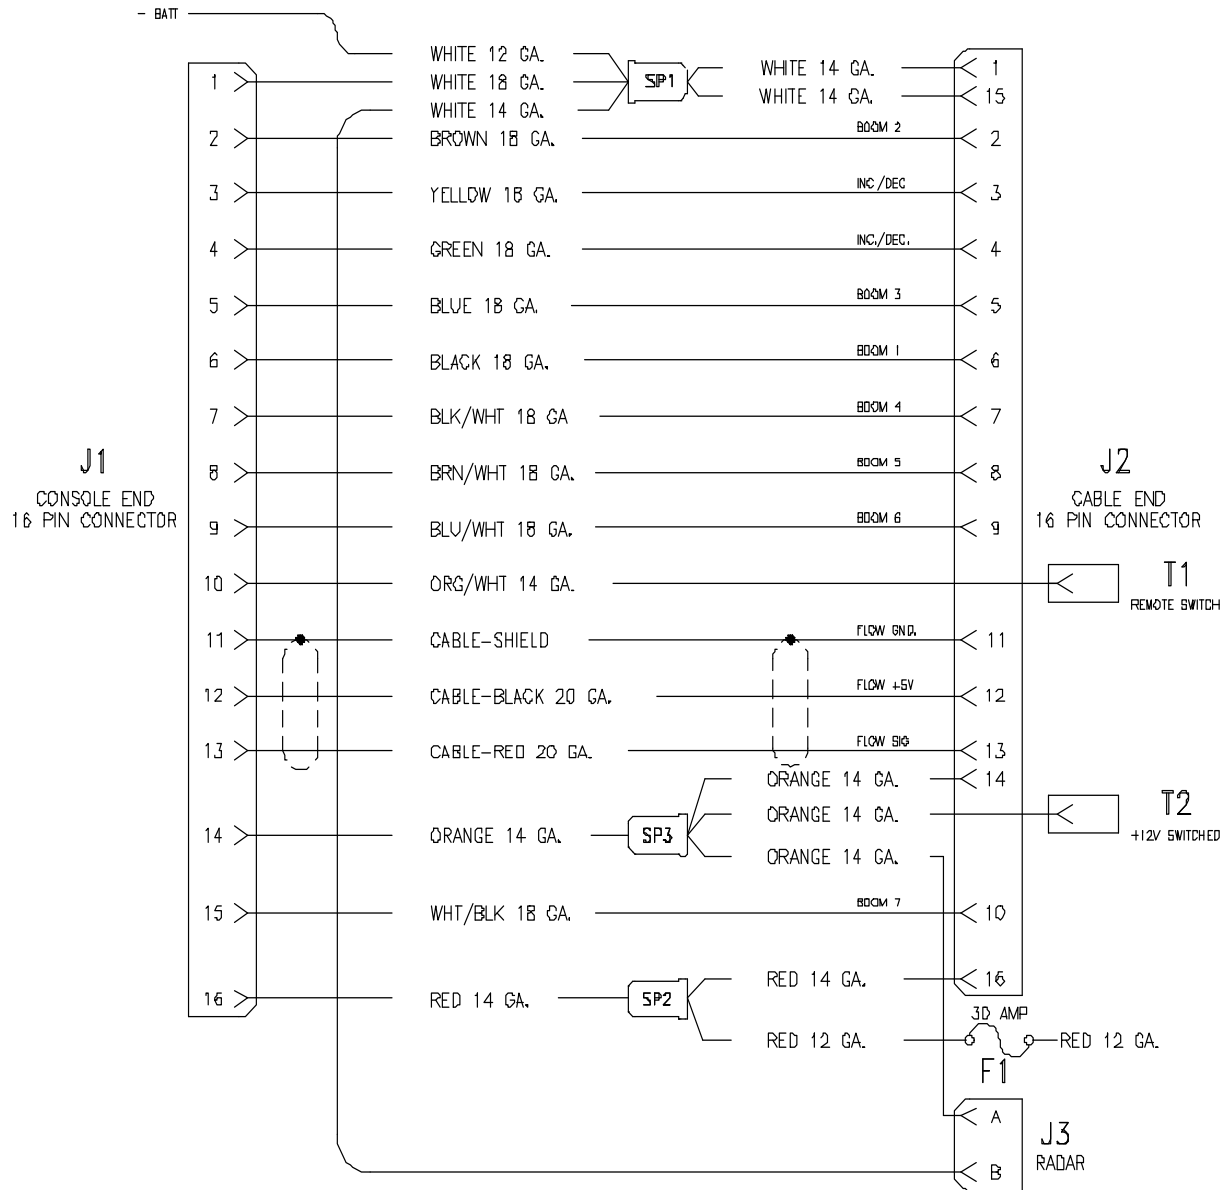 - BATT
WHITE 12 GA.
1 WHITE 18 GA. SP1 WHITE 14 GA. 1
WHITE 14 GA. WHITE 14 GA. 15
2 BROWN 18 GA. BOOM 2 2
3 YELLOW 18 GA. INC/DEC 3
4 GREEN 18 GA. INC./DEC. 4
5 BLUE 18 GA. BOOM 3 5
6 BLACK 18 GA. BOOM 1 6
7 BLK/WHT 18 GA BOOM 4 7
J1
CONSOLE END
16 PIN CONNECTOR
8 BRN/WHT 18 GA. BOOM 5 8
J2
CABLE END
16 PIN CONNECTOR
9 BLU/WHT 18 GA. BOOM 6 9
10 ORG/WHT 14 GA. T1
REMOTE SWITCH
11 CABLE-SHIELD FLOW GND. 11
12 CABLE-BLACK 20 GA. FLOW +5V 12
13 CABLE-RED 20 GA. FLOW SIG 13
ORANGE 14 GA. 14
ORANGE 14 GA. T2
+12V SWITCHED
14 ORANGE 14 GA. SP3
ORANGE 14 GA.
15 WHT/BLK 18 GA. BOOM 7 10
RED 14 GA. 16
16 RED 14 GA. SP2
30 AMP
RED 12 GA. RED 12 GA.
F1
A
J3
RADAR
B